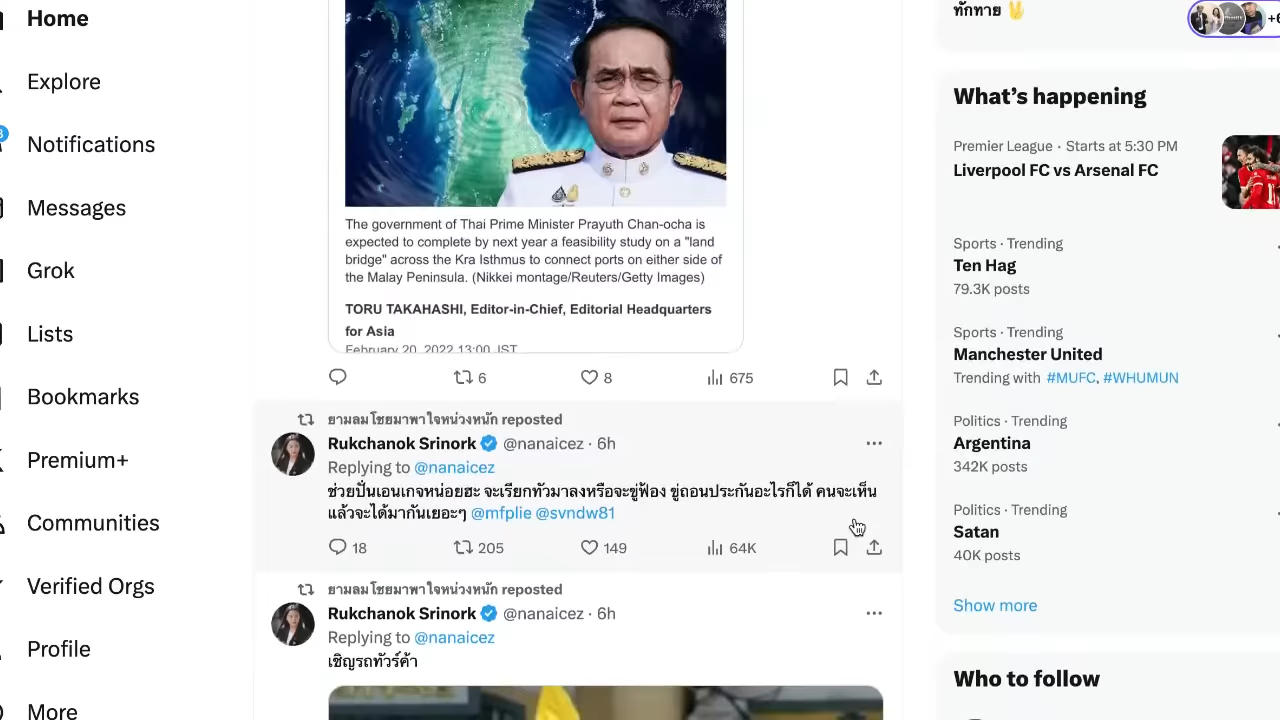 Home
Explore
Notifications
Messages
Grok
Lists
Bookmarks
Premium+
Communities
Verified Orgs
Profile
More
The government of Thai Prime Minister Prayuth Chan-ocha is
expected to complete by next year a feasibility study on a "land
bridge" across the Kra Isthmus to connect ports on either side of
the Malay Peninsula. (Nikkei montage/Reuters/Getty Images)
TORU TAKAHASHI, Editor-in-Chief, Editorial Headquarters
for Asia
February 20, 2022 13:00 JST
6 8 675
ยามลม โชยมาพา ใจหน่วงหนัก reposted
Rukchanok Srinork @nanaicez · 6h
Replying to @nanaicez
ช่วยปั่นเอนเกจหน่อยฮะ จะเรียกทัวมาลงหรือจะขู่ฟ้อง ขู่ถอนประกันอะไรก็ได้ คนจะเห็น
แล้วจะได้มากันเยอะๆ @mfplie @svndw81
18 205 149 64K
ยามลม โชยมาพา ใจหน่วงหนัก reposted
Rukchanok Srinork @nanaicez · 6h
Replying to @nanaicez
เชิญรถทัวร์ค้า
ทักทาย ✌️
+6
What's happening
Premier League · Starts at 5:30 PM
Liverpool FC vs Arsenal FC
Sports · Trending
Ten Hag
79.3K posts
Sports · Trending
Manchester United
Trending with #MUFC, #WHUMUN
Politics · Trending
Argentina
342K posts
Politics · Trending
Satan
40K posts
Show more
Who to follow